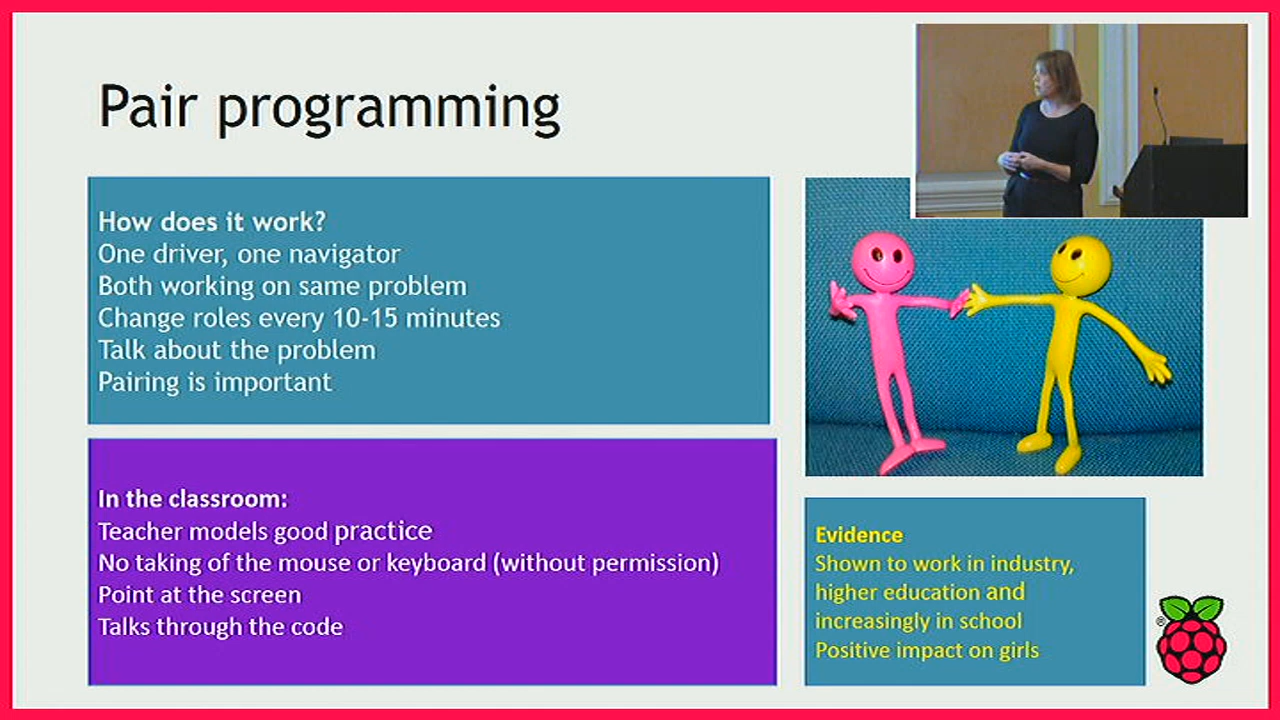 Pair programming
How does it work?
One driver, one navigator
Both working on same problem
Change roles every 10-15 minutes
Talk about the problem
Pairing is important
In the classroom:
Teacher models good practice
No taking of the mouse or keyboard (without permission)
Point at the screen
Talks through the code
Evidence
Shown to work in industry,
higher education and
increasingly in school
Positive impact on girls
®